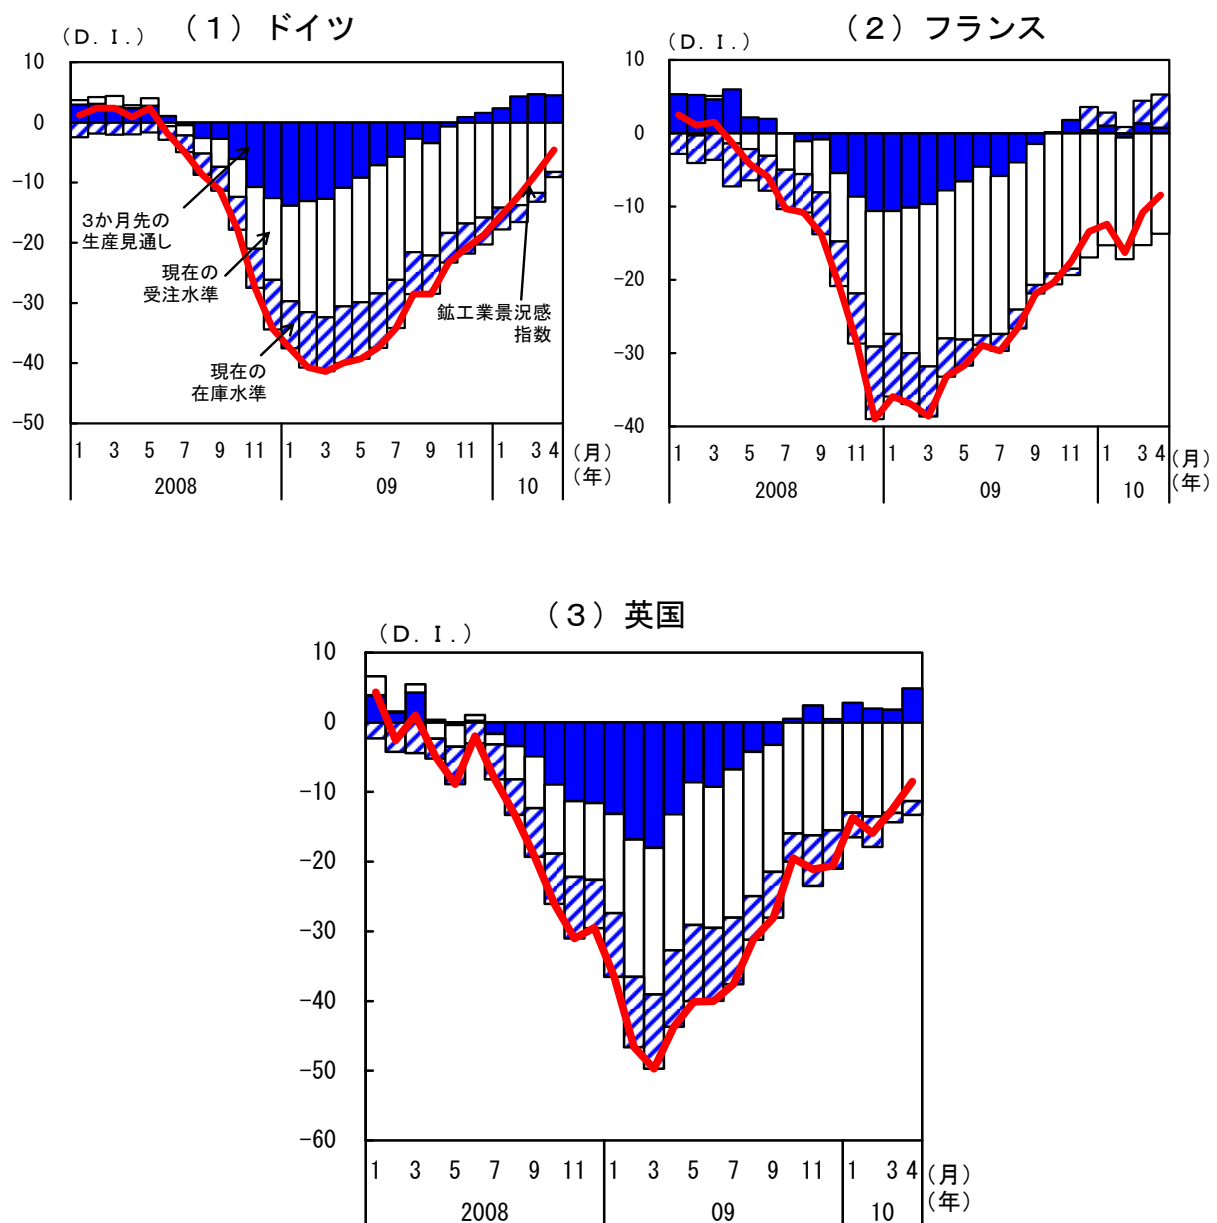 （１）ドイツ
（Ｄ．Ｉ．）
10
0
-10
-20
-30
-40
-50
3か月先の
生産見通し
現在の
受注水準
現在の
在庫水準
鉱工業景況感
指数
1 3 5 7 9 11 1 3 5 7 9 11 1 3 4 (月)
2008 09 10 (年)
（２）フランス
（Ｄ．Ｉ．）
10
0
-10
-20
-30
-40
1 3 5 7 9 11 1 3 5 7 9 11 1 3 4 (月)
2008 09 10 (年)
（３）英国
（Ｄ．Ｉ．）
10
0
-10
-20
-30
-40
-50
-60
1 3 5 7 9 11 1 3 5 7 9 11 1 3 4 (月)
(年)
2008 09 10